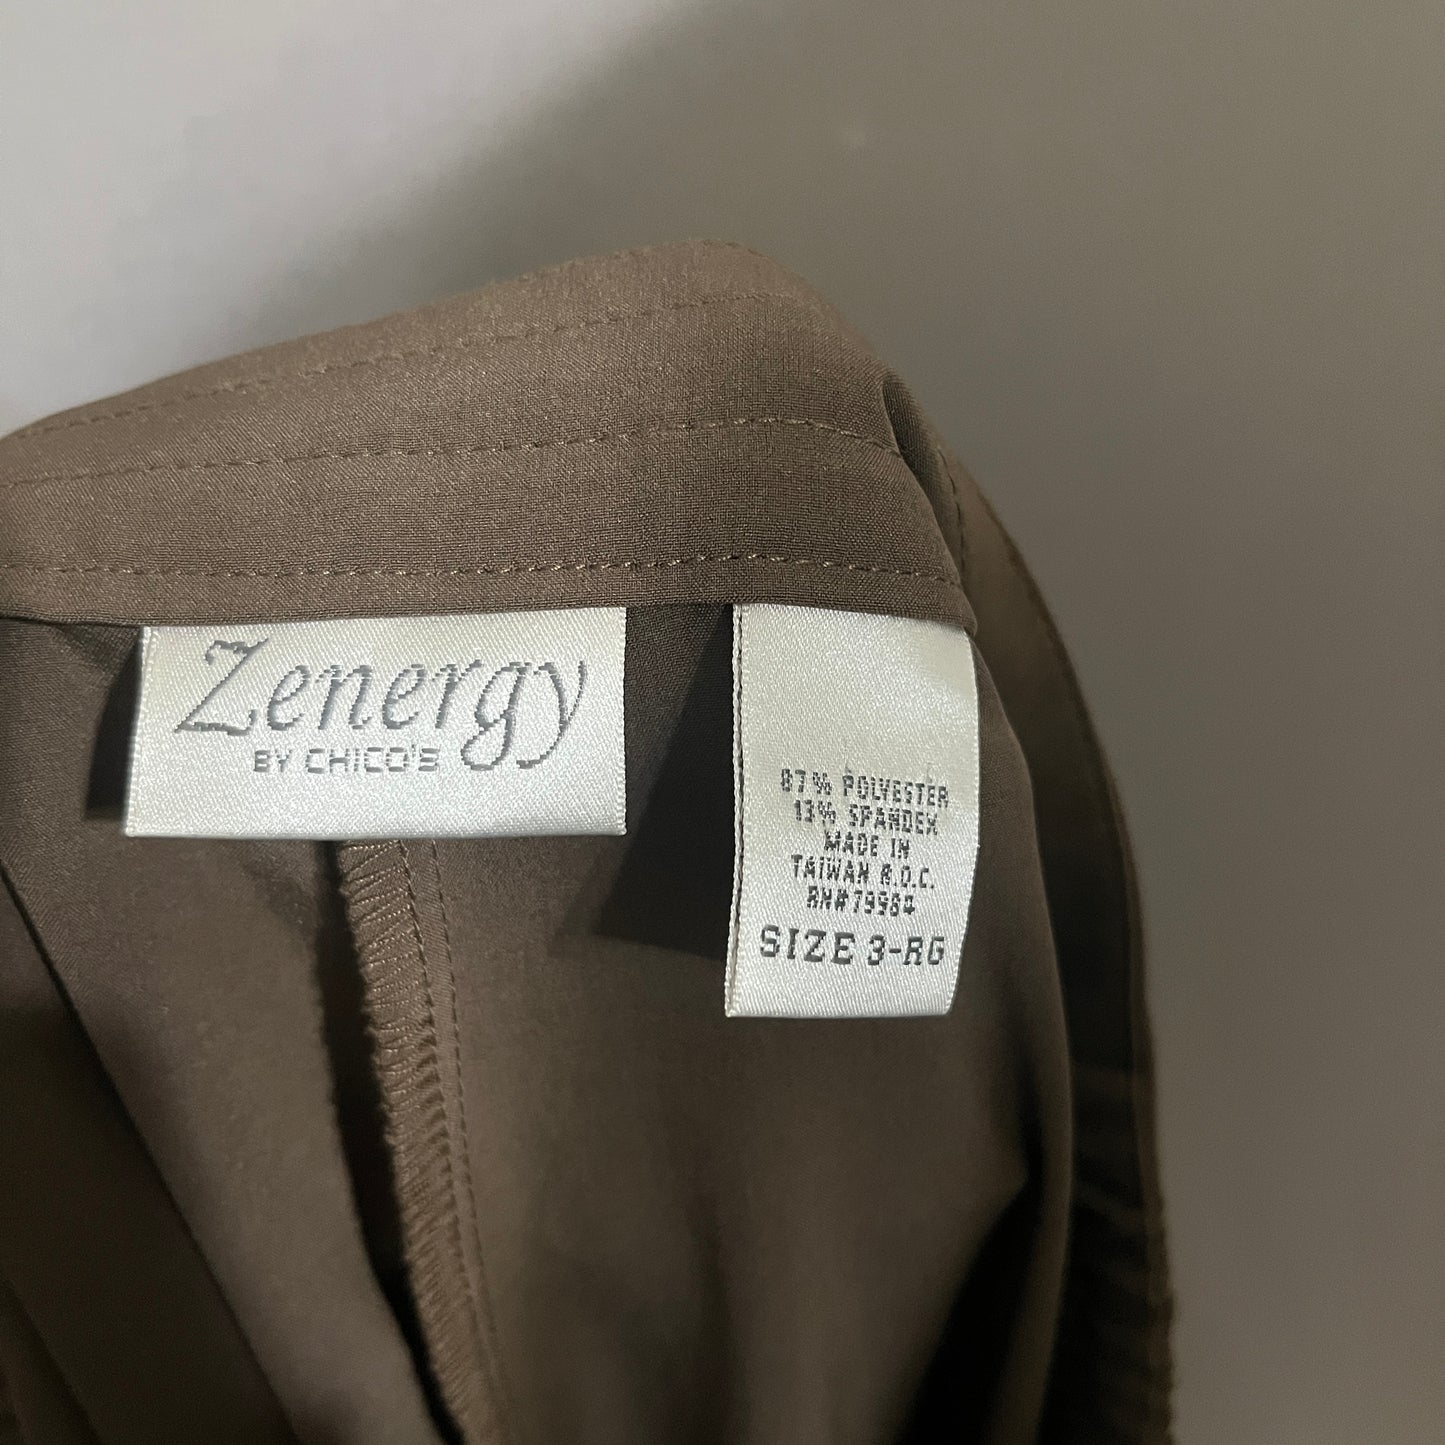 Zenergy
BY CHICO'S
87% POLYESTER
13% SPANDEX
MADE IN
TAIWAN R.O.C.
RN#79984
SIZE 3-RG